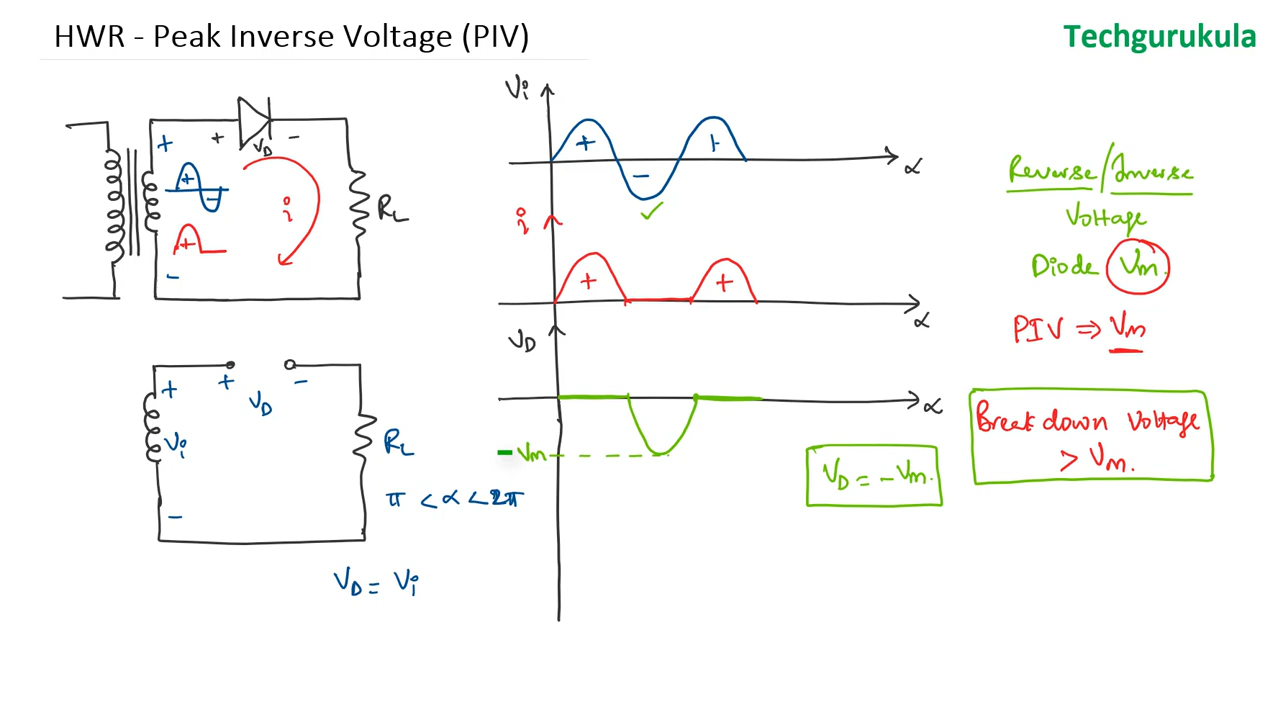 HWR - Peak Inverse Voltage (PIV)
Techgurukula
+ + VD -
+
-
+
i
RL
-
Vi
+ - +
α
i
+ +
α
VD
α
- Vm
Reverse/Inverse
Voltage
Diode Vm.
PIV ⇒ Vm
Break down Voltage
> Vm.
VD = -Vm.
+ + VD -
Vi
RL
-
π < α < 2π
VD = Vi